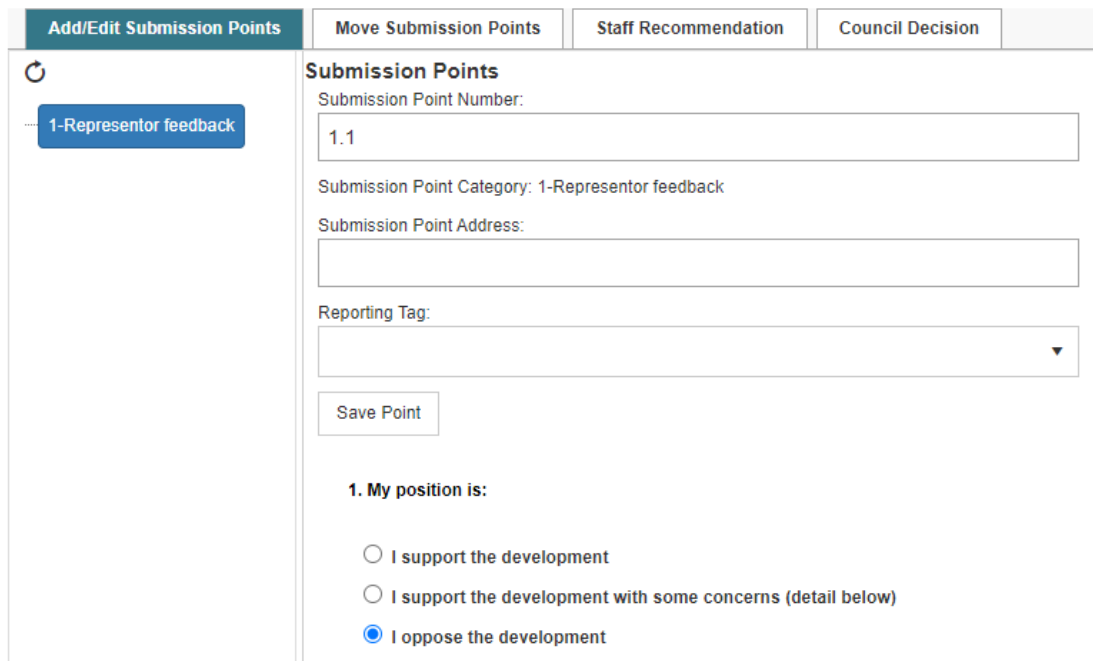 Add/Edit Submission Points
Move Submission Points
Staff Recommendation
Council Decision
1-Representor feedback
Submission Points
Submission Point Number:
1.1
Submission Point Category: 1-Representor feedback
Submission Point Address:
Reporting Tag:
Save Point
1. My position is:
I support the development
I support the development with some concerns (detail below)
I oppose the development